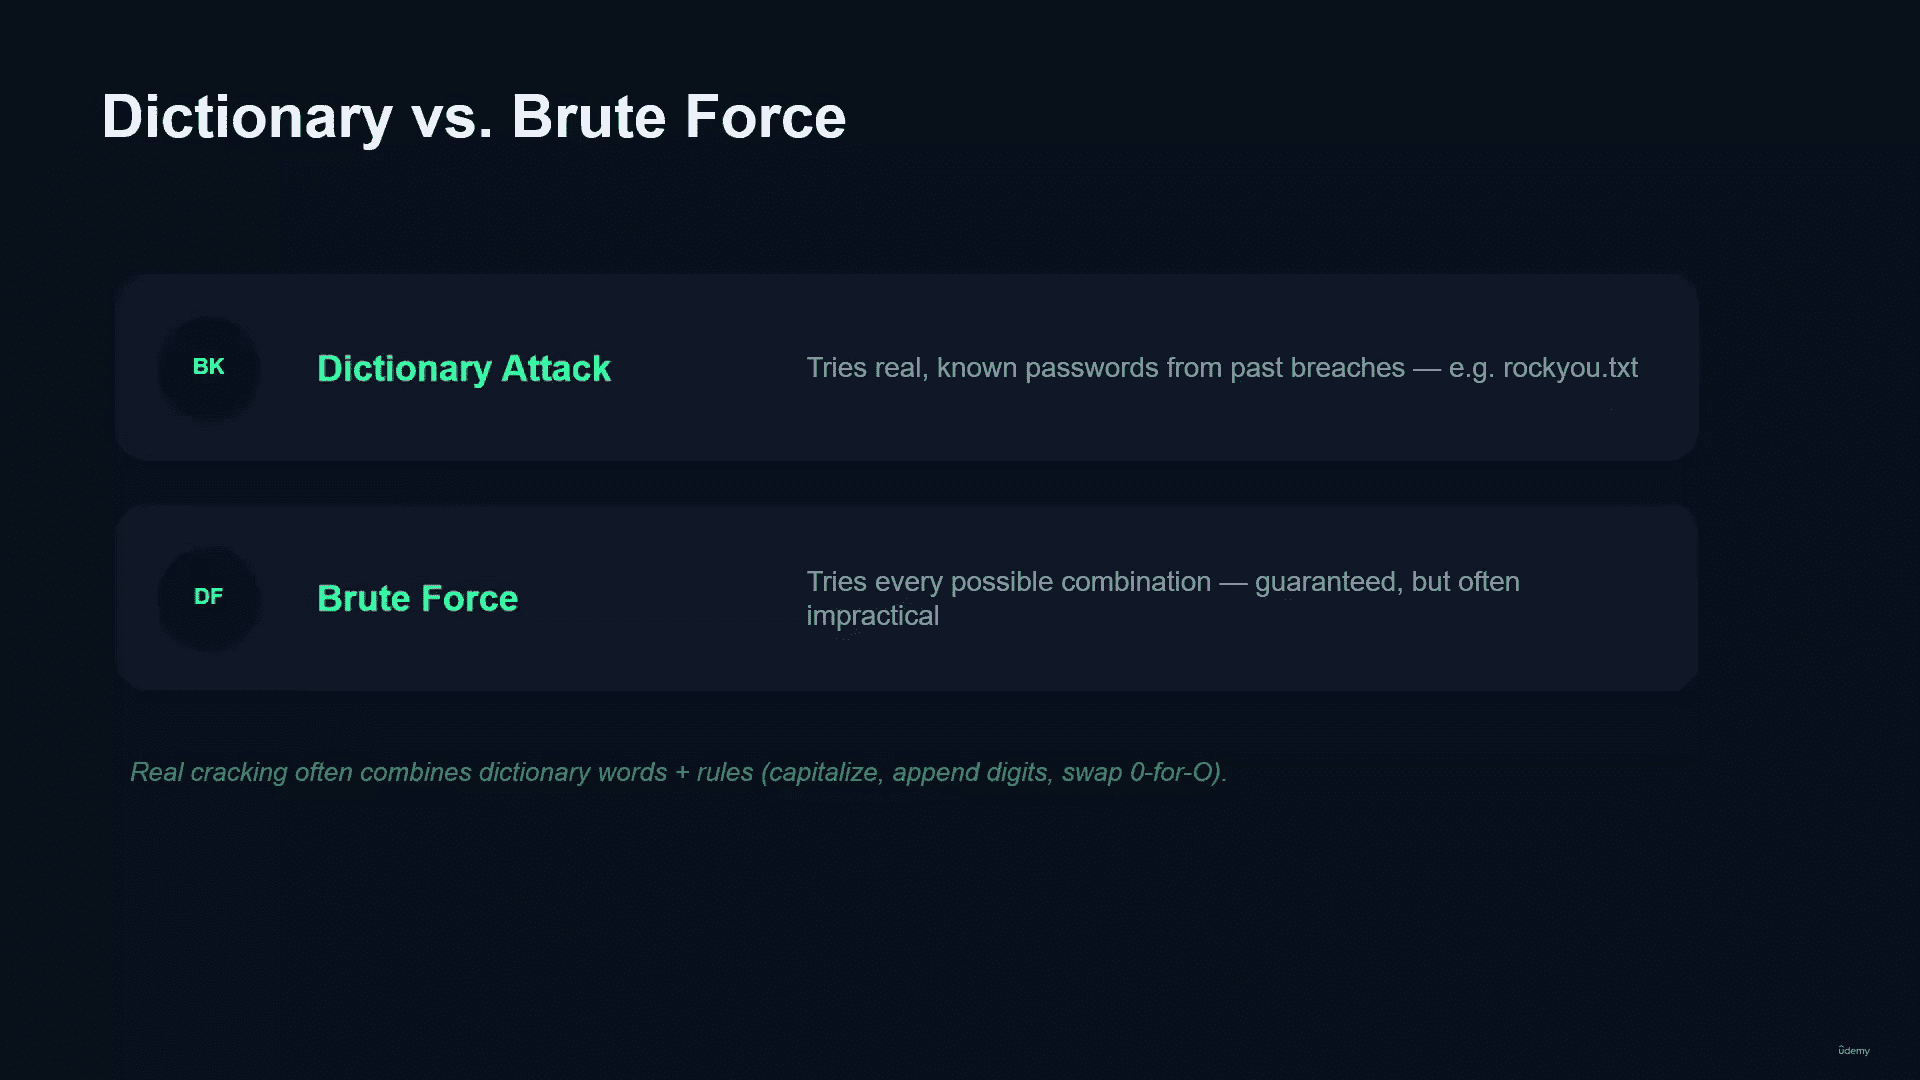 Dictionary vs. Brute Force
BK
Dictionary Attack
Tries real, known passwords from past breaches — e.g. rockyou.txt
DF
Brute Force
Tries every possible combination — guaranteed, but often
impractical
Real cracking often combines dictionary words + rules (capitalize, append digits, swap 0-for-O).
ûdemy